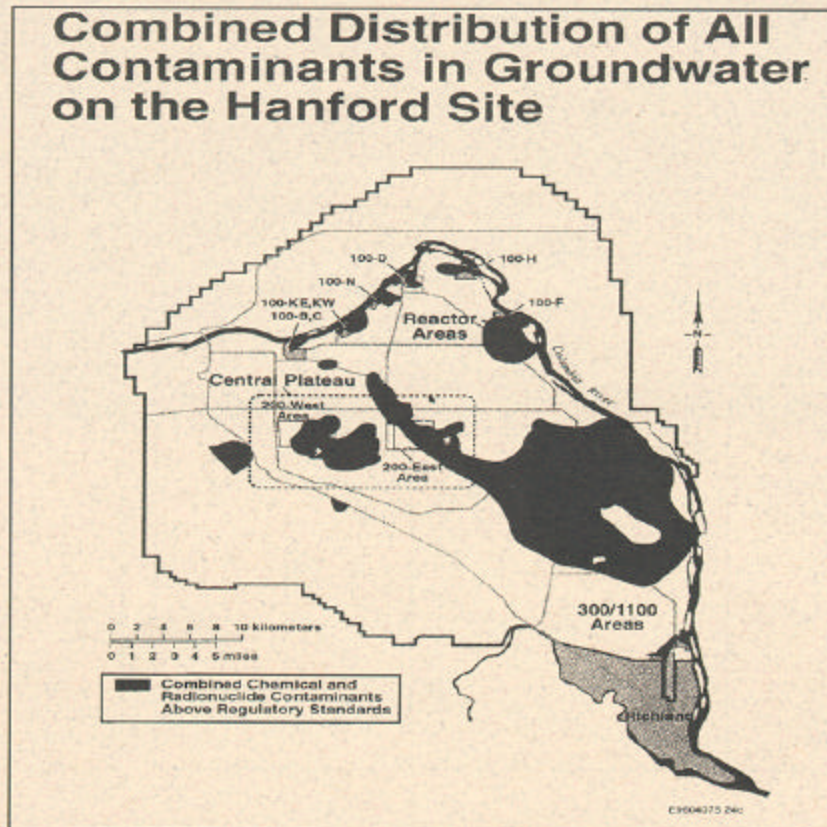 Combined Distribution of All
Contaminants in Groundwater
on the Hanford Site
100-D
100-H
100-N
100-KE,KW
100-B,C
100-F
Reactor
Areas
Columbia River
N
Central Plateau
200-West
Area
200-East
Area
300/1100
Areas
0 2 4 6 8 10 kilometers
0 1 2 3 4 5 miles
Combined Chemical and
Radionuclide Contaminants
Above Regulatory Standards
Richland